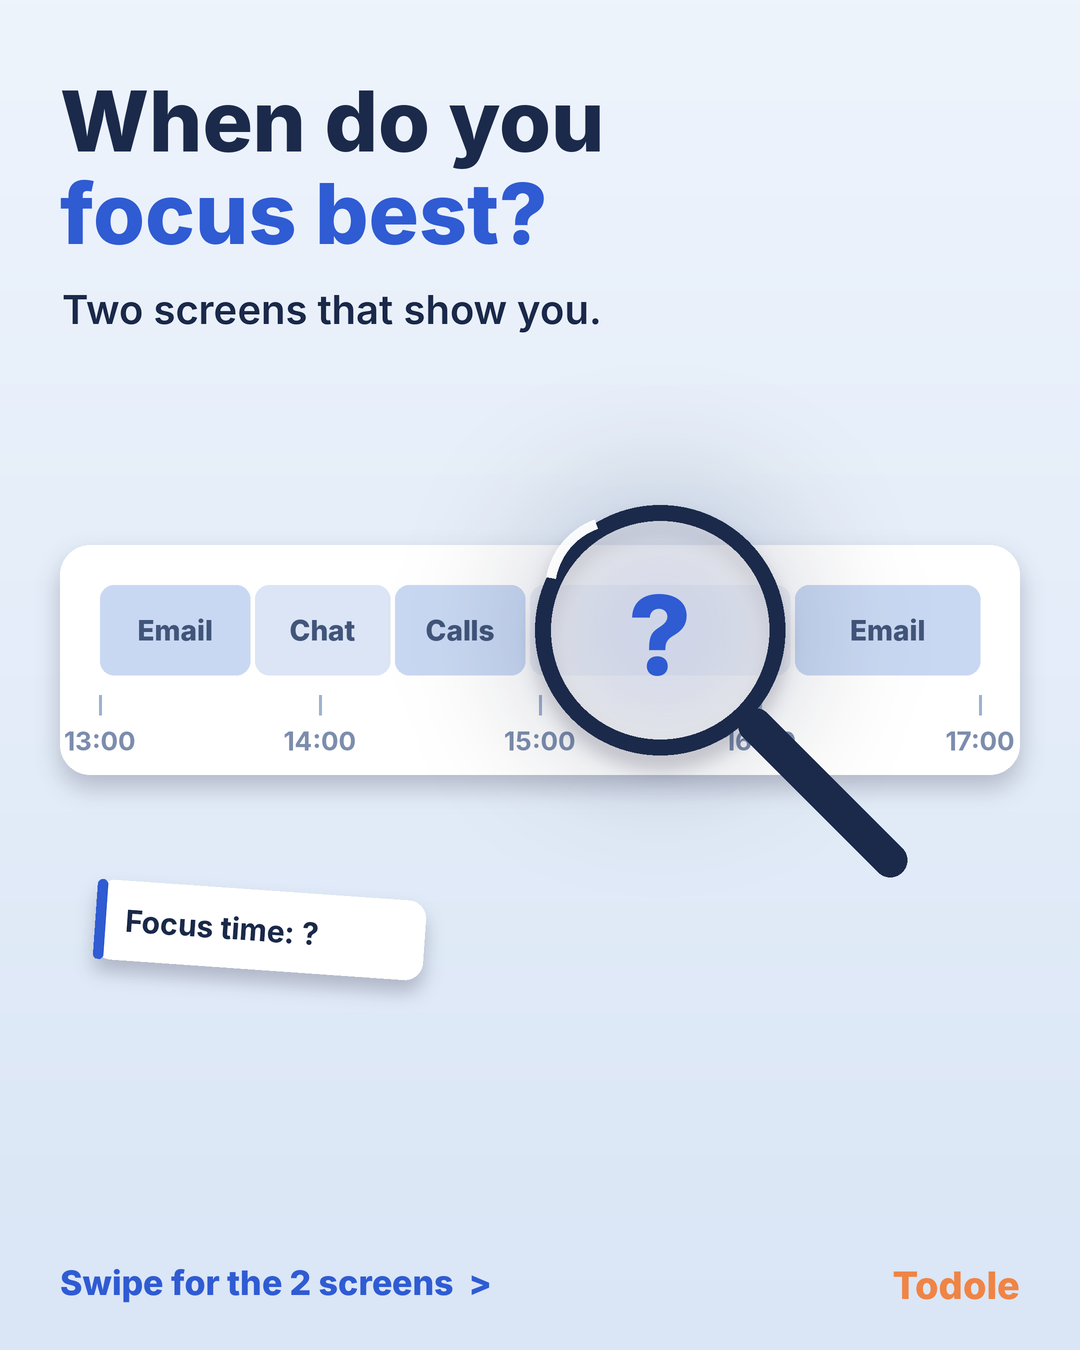 When do you
focus best?
Two screens that show you.
Email Chat Calls ? Email
13:00 14:00 15:00 17:00
Focus time: ?
Swipe for the 2 screens >
Todole